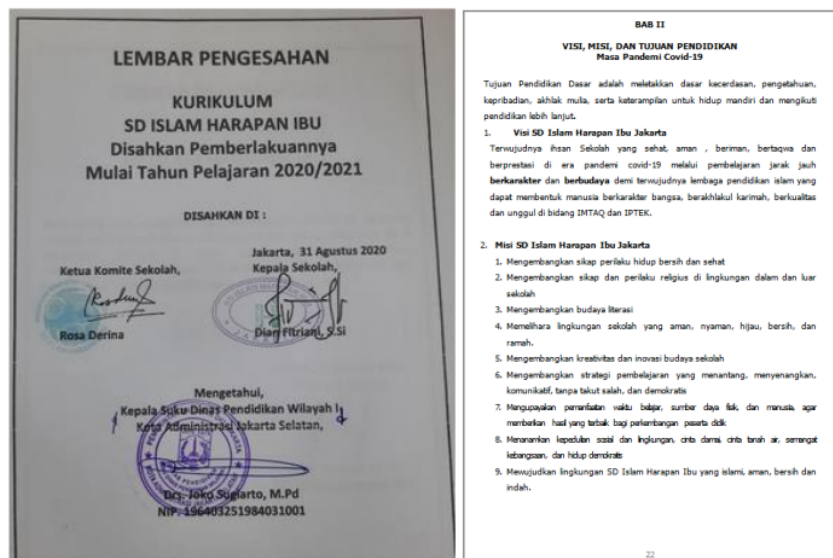 LEMBAR PENGESAHAN
KURIKULUM
SD ISLAM HARAPAN IBU
Disahkan Pemberlakuannya
Mulai Tahun Pelajaran 2020/2021
DISAHKAN DI :
Jakarta, 31 Agustus 2020
Ketua Komite Sekolah,
Kepala Sekolah,
Rosa Derina
Dian Fitriani, S.Si
Mengetahui,
Kepala Suku Dinas Pendidikan Wilayah I
Kota Administrasi Jakarta Selatan,
Drs. Joko Sugiarto, M.Pd
NIP. 196403251984031001
BAB II
VISI, MISI, DAN TUJUAN PENDIDIKAN
Masa Pandemi Covid-19
Tujuan Pendidikan Dasar adalah meletakkan dasar kecerdasan, pengetahuan,
kepribadian, akhlak mulia, serta keterampilan untuk hidup mandiri dan mengikuti
pendidikan lebih lanjut.
1. Visi SD Islam Harapan Ibu Jakarta
Terwujudnya ihsan Sekolah yang sehat, aman , beriman, bertaqwa dan
berprestasi di era pandemi covid-19 melalui pembelajaran jarak jauh
berkarakter dan berbudaya demi terwujudnya lembaga pendidikan islam yang
dapat membentuk manusia berkarakter bangsa, berakhlakul karimah, berkualitas
dan unggul di bidang IMTAQ dan IPTEK.
2. Misi SD Islam Harapan Ibu Jakarta
1. Mengembangkan sikap perilaku hidup bersih dan sehat
2. Mengembangkan sikap dan perilaku religius di lingkungan dalam dan luar
sekolah
3. Mengembangkan budaya literasi
4. Memelihara lingkungan sekolah yang aman, nyaman, hijau, bersih, dan
ramah.
5. Mengembangkan kreativitas dan inovasi budaya sekolah
6. Mengembangkan strategi pembelajaran yang menantang, menyenangkan,
komunikatif, tanpa takut salah, dan demokratis
7. Mengupayakan pemanfaatan waktu belajar, sumber daya fisik, dan manusia, agar
memberikan hasil yang terbaik bagi perkembangan peserta didik
8. Menanamkan kepedulian sosial dan lingkungan, cinta damai, cinta tanah air, semangat
kebangsaan, dan hidup demokratis
9. Mewujudkan lingkungan SD Islam Harapan Ibu yang islami, aman, bersih dan
indah.
22